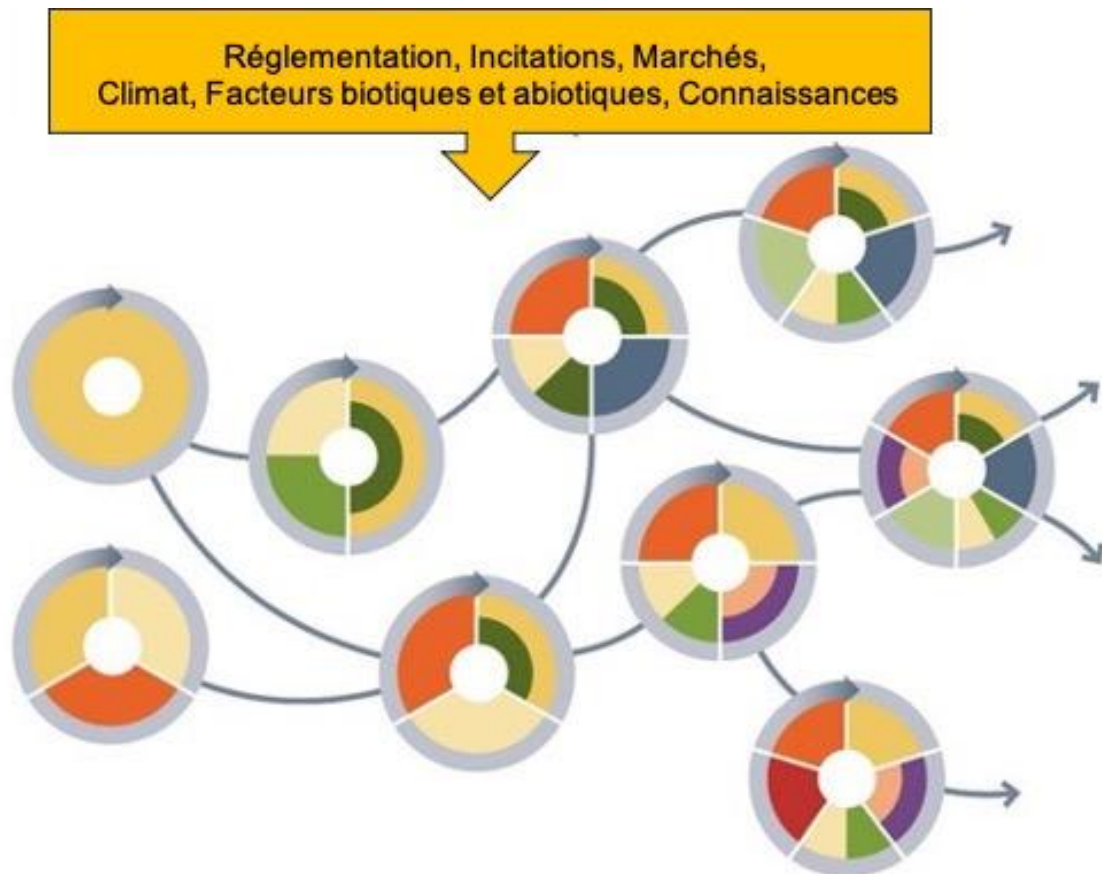 Réglementation, Incitations, Marchés,
Climat, Facteurs biotiques et abiotiques, Connaissances